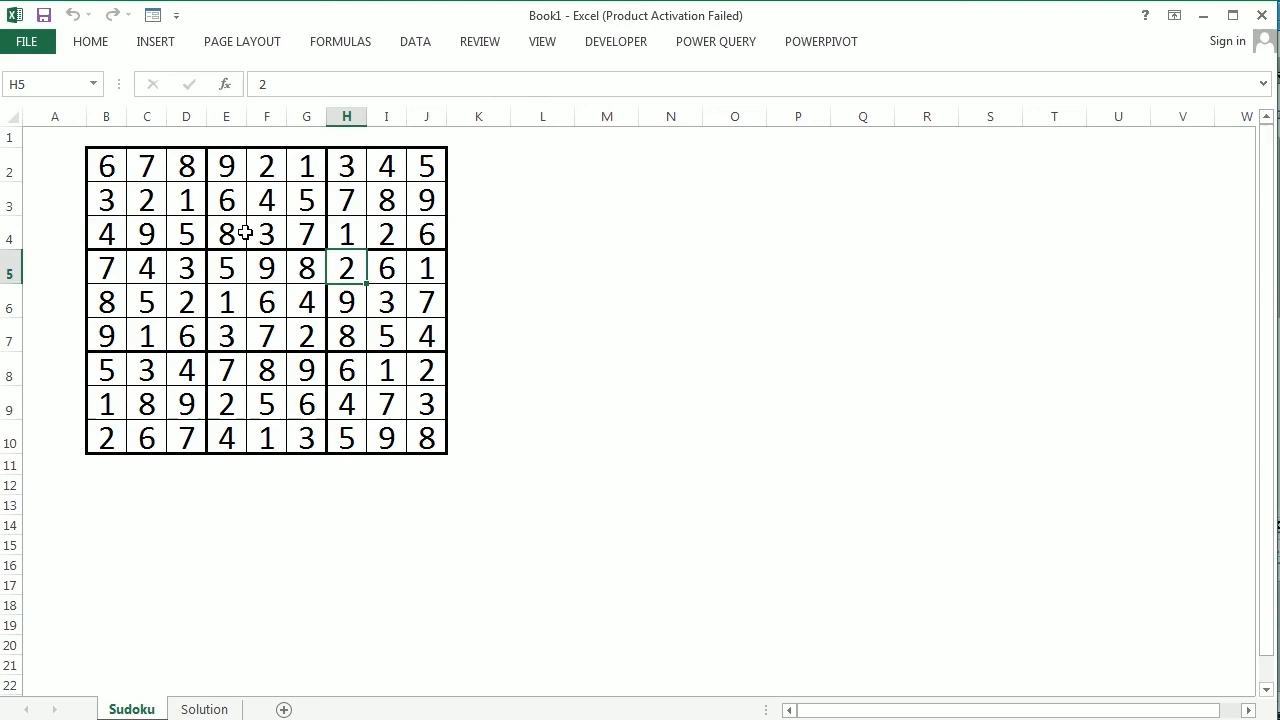 Book1 - Excel (Product Activation Failed)
?
FILE HOME INSERT PAGE LAYOUT FORMULAS DATA REVIEW VIEW DEVELOPER POWER QUERY POWERPIVOT Sign in
H5 fx 2
A B C D E F G H I J K L M N O P Q R S T U V W
1
2 6 7 8 9 2 1 3 4 5
3 3 2 1 6 4 5 7 8 9
4 4 9 5 8 3 7 1 2 6
5 7 4 3 5 9 8 2 6 1
6 8 5 2 1 6 4 9 3 7
7 9 1 6 3 7 2 8 5 4
8 5 3 4 7 8 9 6 1 2
9 1 8 9 2 5 6 4 7 3
10 2 6 7 4 1 3 5 9 8
11
12
13
14
15
16
17
18
19
20
21
22
Sudoku Solution